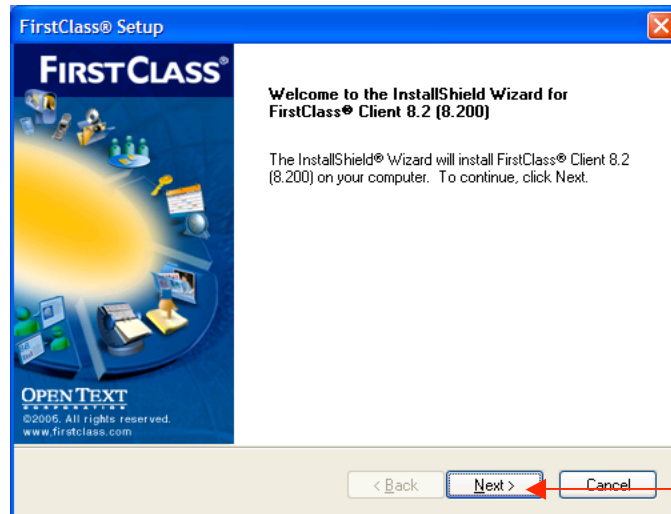 FirstClass® Setup
FIRSTCLASS®
Welcome to the InstallShield Wizard for
FirstClass® Client 8.2 (8.200)
The InstallShield® Wizard will install FirstClass® Client 8.2
(8.200) on your computer. To continue, click Next.
OPEN TEXT
CORPORATION
©2006. All rights reserved.
www.firstclass.com
< Back
Next >
Cancel